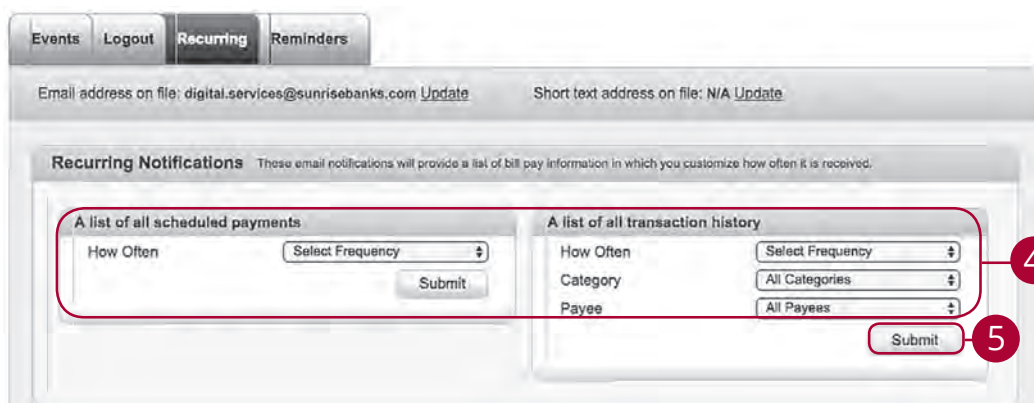 Events Logout Recurring Reminders
Email address on file: digital.services@sunrisebanks.com Update Short text address on file: N/A Update
Recurring Notifications These email notifications will provide a list of bill pay information in which you customize how often it is received.
A list of all scheduled payments
How Often Select Frequency
Submit
A list of all transaction history
How Often Select Frequency
Category All Categories
Payee All Payees
Submit
4
5